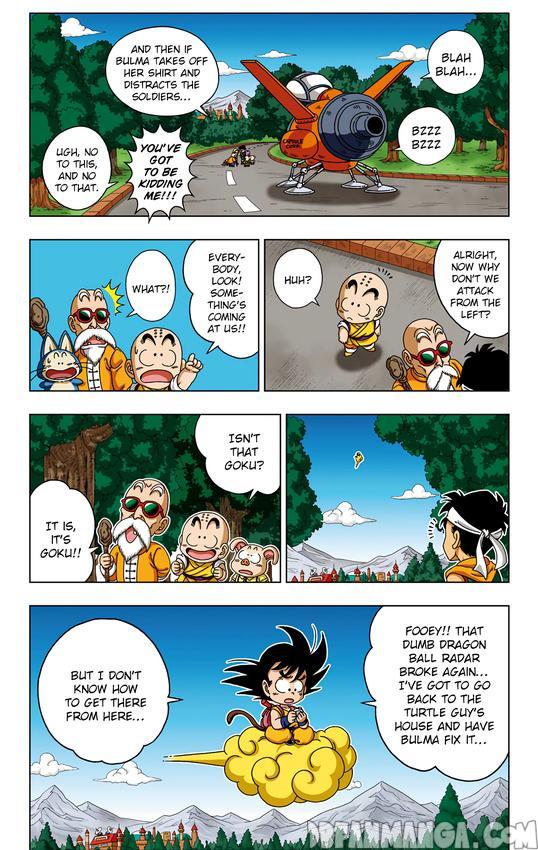 BLAH
BLAH...
AND THEN IF
BULMA TAKES OFF
HER SHIRT AND
DISTRACTS THE
SOLDIERS...
BZZZ
BZZZ
CAPSULE
CORP.
YOU'VE
GOT
TO BE
KIDDING
ME!!!
UGH, NO
TO THIS,
AND NO
TO THAT.
ALRIGHT,
NOW WHY
DON'T WE
ATTACK
FROM THE
LEFT?
HUH?
EVERY-
BODY,
LOOK!
SOME-
THING'S
COMING
AT US!!
WHAT?!
ISN'T
THAT
GOKU?
IT IS,
IT'S
GOKU!!
FOOEY!! THAT
DUMB DRAGON
BALL RADAR
BROKE AGAIN...
I'VE GOT TO GO
BACK TO THE
TURTLE GUY'S
HOUSE AND HAVE
BULMA FIX IT...
BUT I DON'T
KNOW HOW
TO GET THERE
FROM HERE...
DBFANMANGA.COM